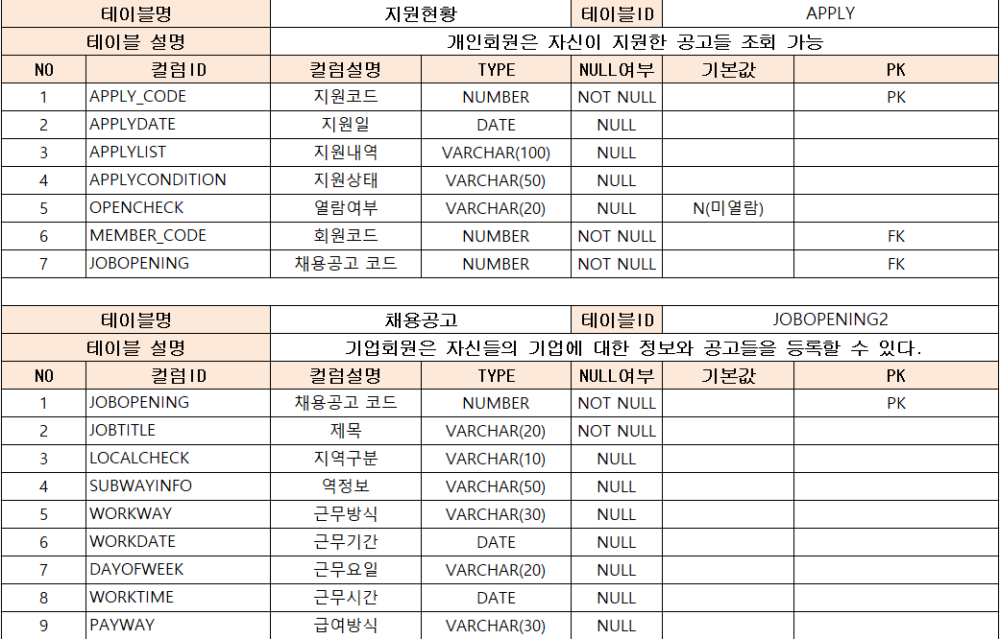 테이블명 지원현황 테이블ID APPLY
테이블 설명 개인회원은 자신이 지원한 공고들 조회 가능
NO 컬럼ID 컬럼설명 TYPE NULL여부 기본값 PK
1 APPLY_CODE 지원코드 NUMBER NOT NULL PK
2 APPLYDATE 지원일 DATE NULL
3 APPLYLIST 지원내역 VARCHAR(100) NULL
4 APPLYCONDITION 지원상태 VARCHAR(50) NULL
5 OPENCHECK 열람여부 VARCHAR(20) NULL N(미열람)
6 MEMBER_CODE 회원코드 NUMBER NOT NULL FK
7 JOBOPENING 채용공고 코드 NUMBER NOT NULL FK
테이블명 채용공고 테이블ID JOBOPENING2
테이블 설명 기업회원은 자신들의 기업에 대한 정보와 공고들을 등록할 수 있다.
NO 컬럼ID 컬럼설명 TYPE NULL여부 기본값 PK
1 JOBOPENING 채용공고 코드 NUMBER NOT NULL PK
2 JOBTITLE 제목 VARCHAR(20) NOT NULL
3 LOCALCHECK 지역구분 VARCHAR(10) NULL
4 SUBWAYINFO 역정보 VARCHAR(50) NULL
5 WORKWAY 근무방식 VARCHAR(30) NULL
6 WORKDATE 근무기간 DATE NULL
7 DAYOFWEEK 근무요일 VARCHAR(20) NULL
8 WORKTIME 근무시간 DATE NULL
9 PAYWAY 급여방식 VARCHAR(30) NULL